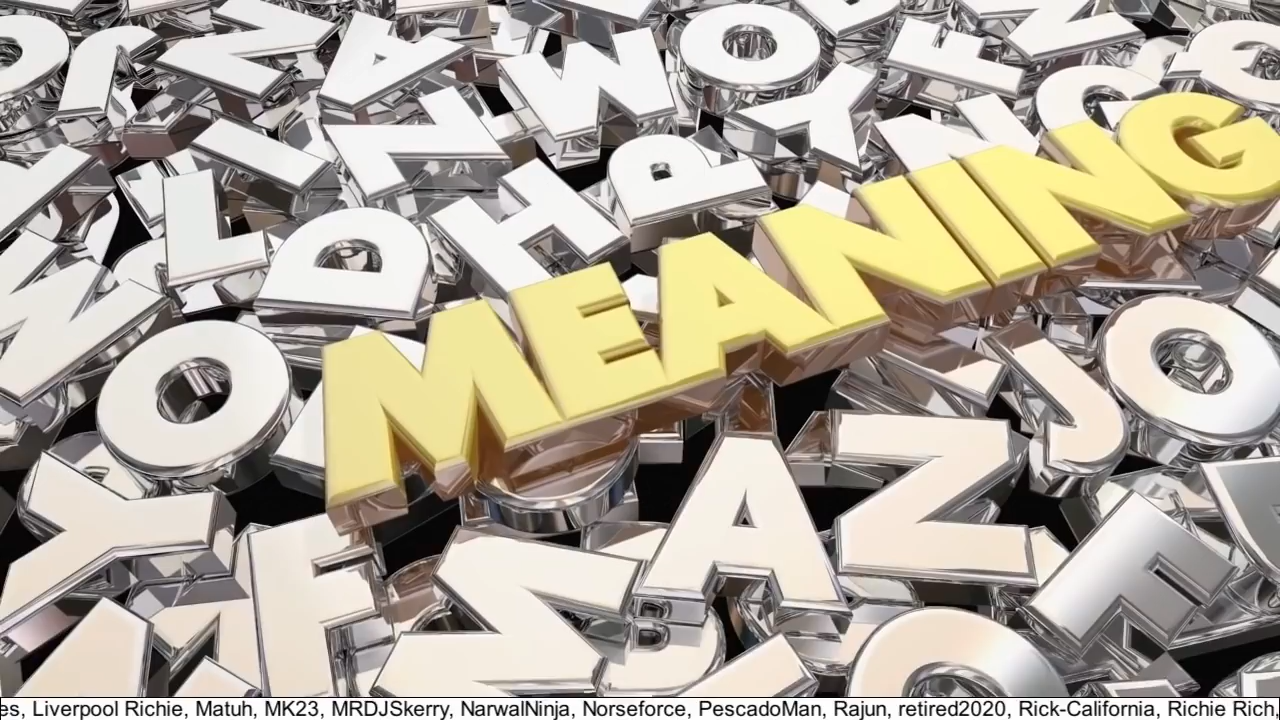 MEANING
es, Liverpool Richie, Matuh, MK23, MRDJSkerry, NarwalNinja, Norseforce, PescadoMan, Rajun, retired2020, Rick-California, Richie Rich,